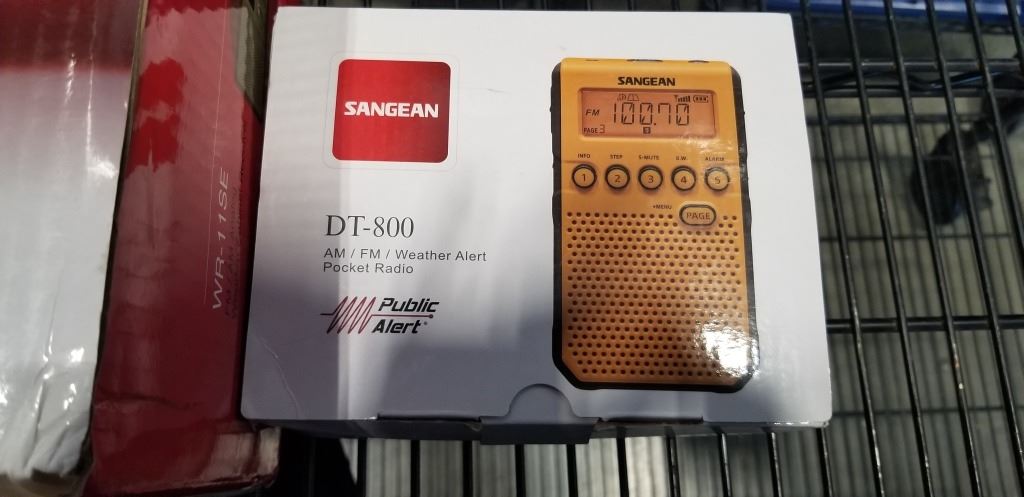 SANGEAN
DT-800
AM / FM / Weather Alert
Pocket Radio
Public
Alert®
SANGEAN
FM 100.70
PAGE 3
INFO STEP S-MUTE B.W. ALARM
1 2 3 4 5
•MENU
PAGE
WR-11SE